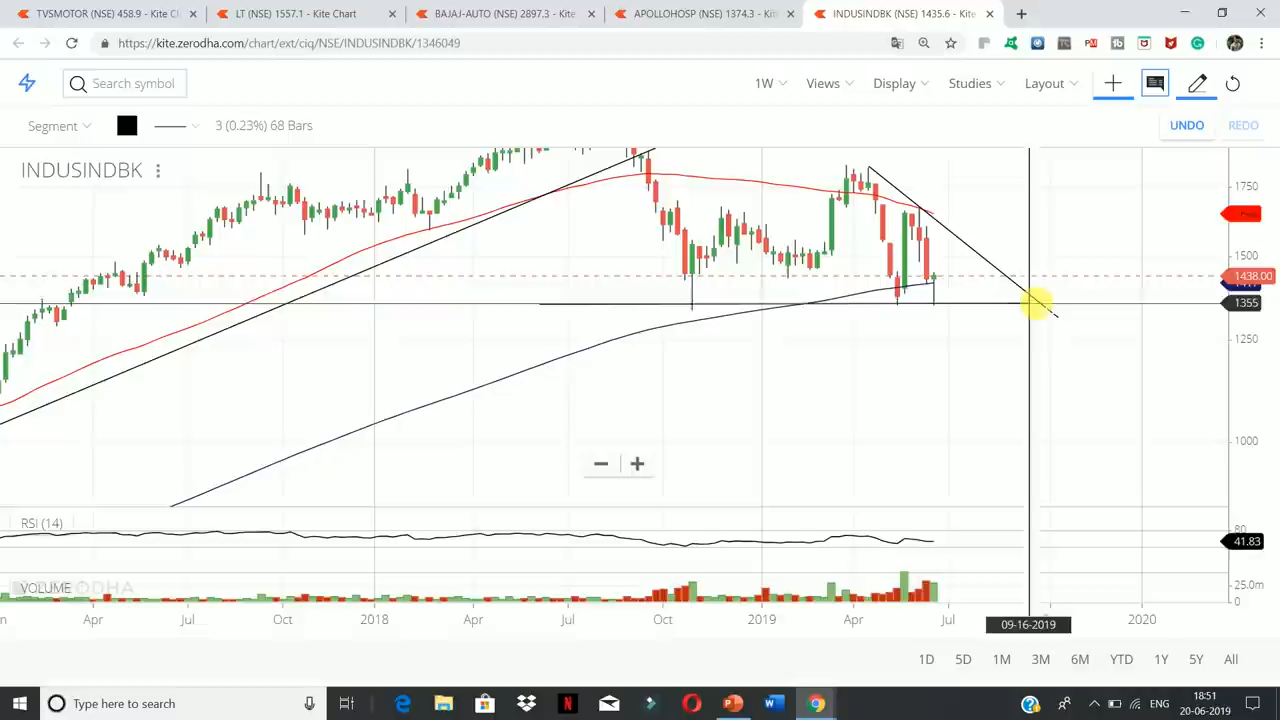 TVSMOTOR (NSE) 458.9 - Kite Cl
LT (NSE) 1557.1 - Kite Chart
BAJAJ-AUTO (NSE) 2897.3 - Kite
APOLLOHOSP (NSE) 1374.3 - Kite
INDUSINDBK (NSE) 1435.6 - Kite
https://kite.zerodha.com/chart/ext/ciq/NSE/INDUSINDBK/1346049
Search symbol
1W
Views
Display
Studies
Layout
Segment
3 (0.23%) 68 Bars
UNDO
REDO
INDUSINDBK
1750
1500
1438.00
1355
1250
1000
RSI (14)
80
41.83
VOLUME
ZERODHA
25.0m
0
Apr
Jul
Oct
2018
Apr
Jul
Oct
2019
Apr
Jul
09-16-2019
2020
1D
5D
1M
3M
6M
YTD
1Y
5Y
All
Type here to search
ENG
18:51
20-06-2019